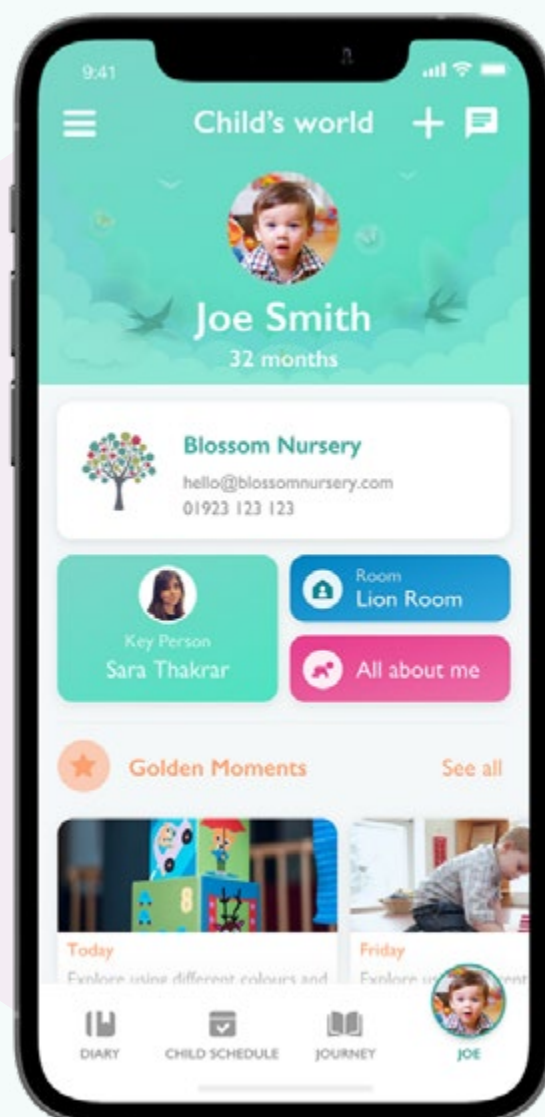 9:41
Child's world
Joe Smith
32 months
Blossom Nursery
hello@blossomnursery.com
01923 123 123
Key Person
Sara Thakrar
Room
Lion Room
All about me
Golden Moments
See all
8
Today
Explore using different colours and
Friday
Explore
DIARY
CHILD SCHEDULE
JOURNEY
JOE